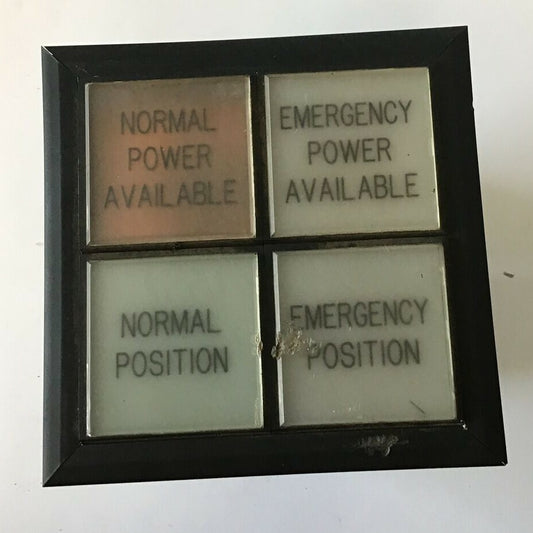 NORMAL
POWER
AVAILABLE
EMERGENCY
POWER
AVAILABLE
NORMAL
POSITION
EMERGENCY
POSITION